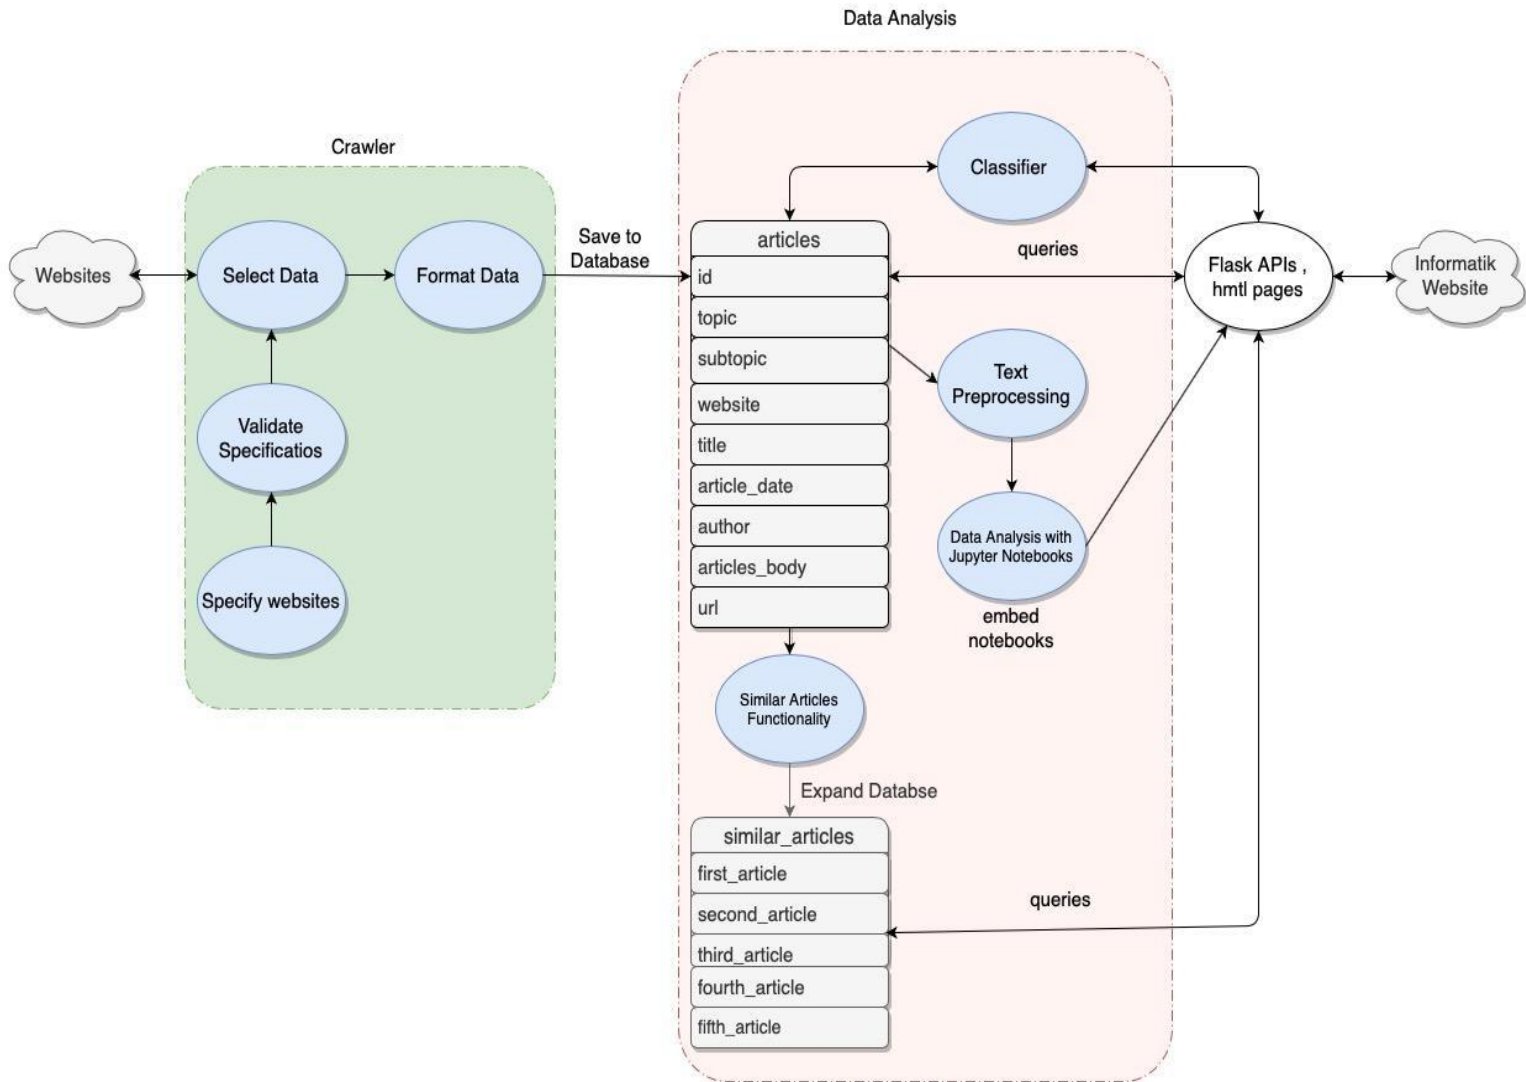 Data Analysis
Crawler
Websites
Select Data
Format Data
Validate
Specificatios
Specify websites
Save to
Database
articles
id
topic
subtopic
website
title
article_date
author
articles_body
url
Classifier
queries
Text
Preprocessing
Data Analysis with
Jupyter Notebooks
embed
notebooks
Similar Articles
Functionality
Expand Databse
similar_articles
first_article
second_article
third_article
fourth_article
fifth_article
queries
Flask APIs ,
hmtl pages
Informatik
Website